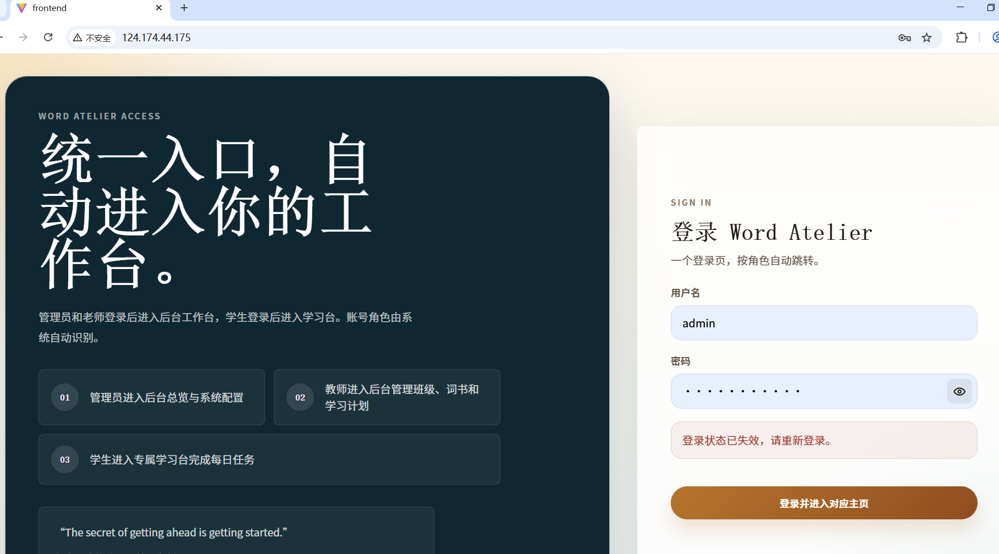 frontend
不安全
124.174.44.175
WORD ATELIER ACCESS
统一入口，自
动进入你的工
作台。
管理员和老师登录后进入后台工作台，学生登录后进入学习台。账号角色由系
统自动识别。
01
管理员进入后台总览与系统配置
02
教师进入后台管理班级、词书和
学习计划
03
学生进入专属学习台完成每日任务
“The secret of getting ahead is getting started.”
SIGN IN
登录 Word Atelier
一个登录页，按角色自动跳转。
用户名
admin
密码
登录状态已失效，请重新登录。
登录并进入对应主页